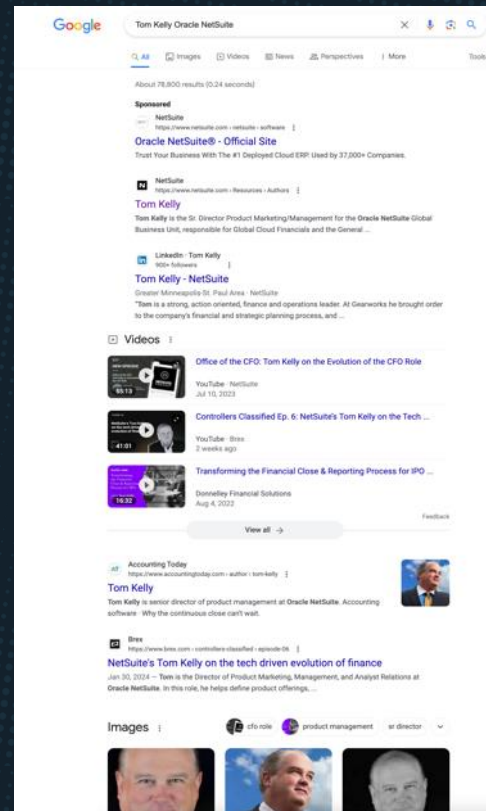 Google
Tom Kelly Oracle NetSuite
All Images Videos News Perspectives More Tools
About 78,800 results (0.24 seconds)
Sponsored
NetSuite
https://www.netsuite.com › netsuite › software
Oracle NetSuite® - Official Site
Trust Your Business With The #1 Deployed Cloud ERP. Used by 37,000+ Companies.
NetSuite
https://www.netsuite.com › Resources › Authors
Tom Kelly
Tom Kelly is the Sr. Director Product Marketing/Management for the Oracle NetSuite Global
Business Unit, responsible for Global Cloud Financials and the General ...
LinkedIn · Tom Kelly
900+ followers
Tom Kelly - NetSuite
Greater Minneapolis-St. Paul Area · NetSuite
"Tom is a strong, action oriented, finance and operations leader. At Gearworks he brought order
to the company's financial and strategic planning process, and ...
Videos
Office of the CFO: Tom Kelly on the Evolution of the CFO Role
YouTube · NetSuite
Jul 10, 2023
55:13
Controllers Classified Ep. 6: NetSuite's Tom Kelly on the Tech ...
YouTube · Brex
2 weeks ago
41:01
Transforming the Financial Close & Reporting Process for IPO ...
Donnelley Financial Solutions
Aug 4, 2022
16:32
Feedback
View all →
AT Accounting Today
https://www.accountingtoday.com › author › tom-kelly
Tom Kelly
Tom Kelly is senior director of product management at Oracle NetSuite. Accounting
software · Why the continuous close can't wait.
Brex
https://www.brex.com › controllers-classified › episode-06
NetSuite's Tom Kelly on the tech driven evolution of finance
Jan 30, 2024 — Tom is the Director of Product Marketing, Management, and Analyst Relations at
Oracle NetSuite. In this role, he helps define product offerings, ...
Images cfo role product management sr director